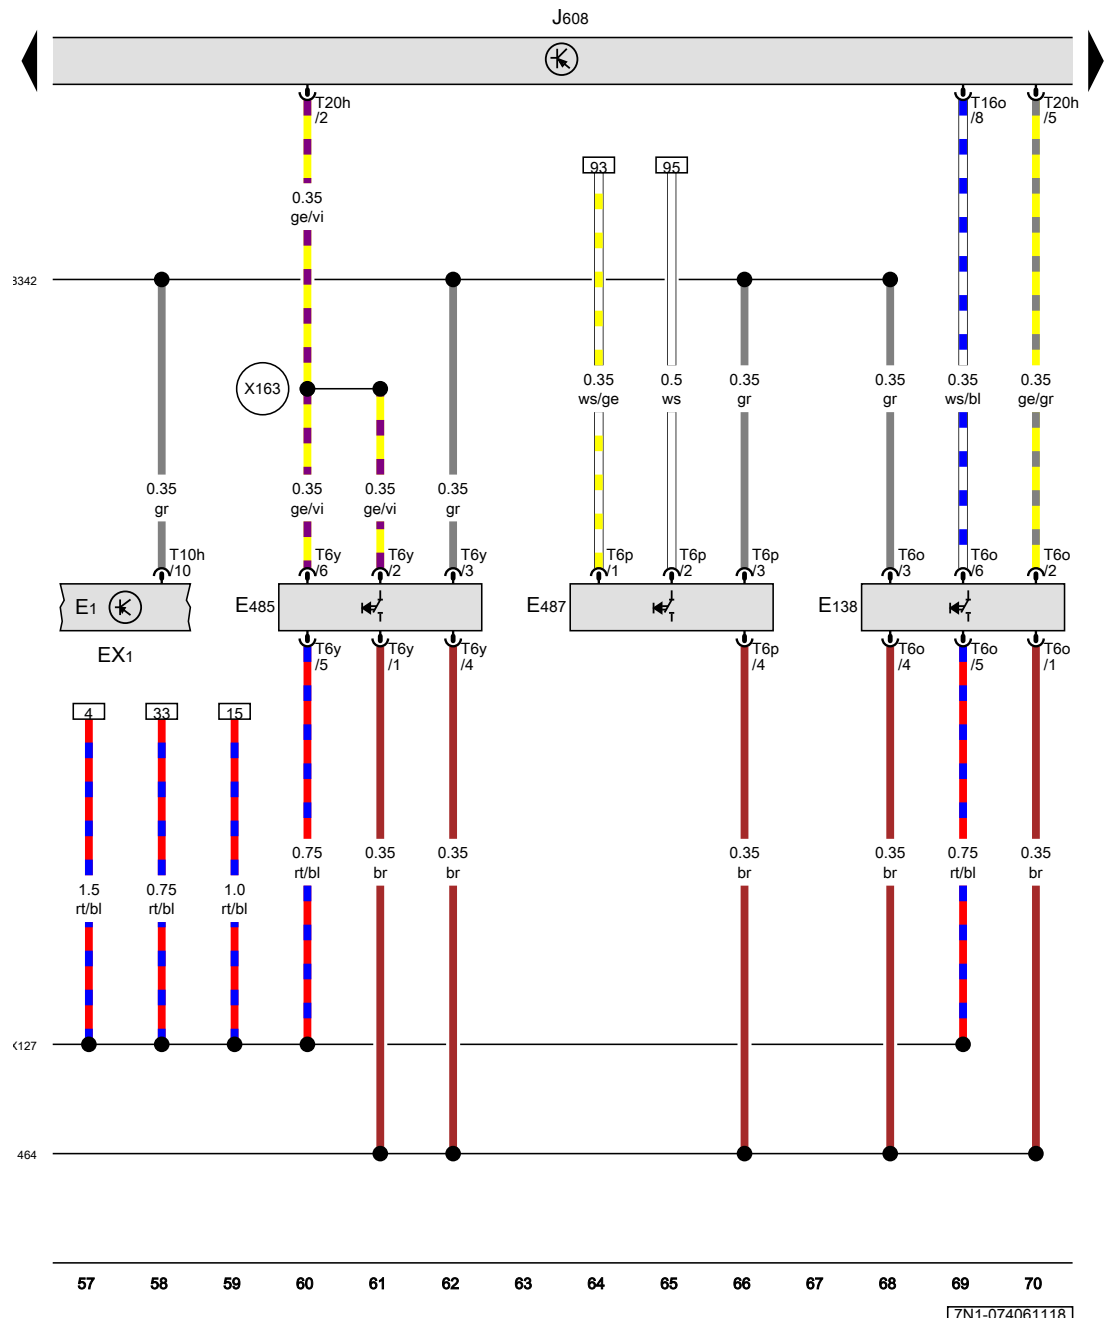 J608
T20h
/2
T16o
/8
T20h
/5
93
95
0.35
ge/vi
3342
X163
0.35
ws/ge
0.5
ws
0.35
gr
0.35
gr
0.35
ws/bl
0.35
ge/gr
0.35
gr
0.35
ge/vi
0.35
ge/vi
0.35
gr
T10h
/10
T6y
/6
T6y
/2
T6y
/3
T6p
/1
T6p
/2
T6p
/3
T6o
/3
T6o
/6
T6o
/2
E1
E485
E487
E138
EX1
T6y
/5
T6y
/1
T6y
/4
T6p
/4
T6o
/4
T6o
/5
T6o
/1
4
33
15
0.75
rt/bl
0.35
br
0.35
br
0.35
br
0.35
br
0.75
rt/bl
0.35
br
1.5
rt/bl
0.75
rt/bl
1.0
rt/bl
127
464
57 58 59 60 61 62 63 64 65 66 67 68 69 70
7N1-074061118